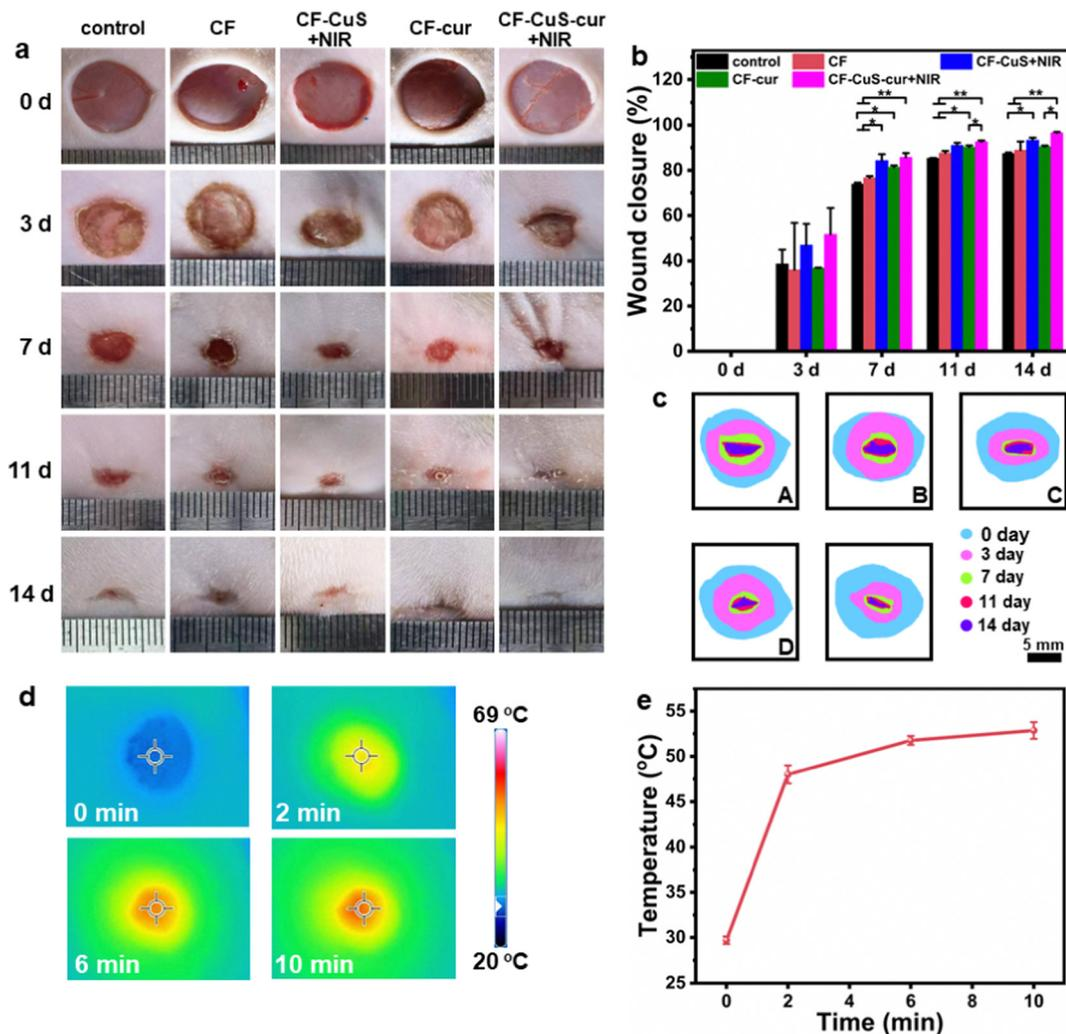 a
control
CF
CF-CuS
+NIR
CF-cur
CF-CuS-cur
+NIR
0 d
3 d
7 d
11 d
14 d
b
Wound closure (%)
120
100
80
60
40
20
0
control
CF
CF-CuS+NIR
CF-cur
CF-CuS-cur+NIR
**
*
*
**
*
*
**
*
*
0 d
3 d
7 d
11 d
14 d
c
A
B
C
D
0 day
3 day
7 day
11 day
14 day
5 mm
d
0 min
2 min
6 min
10 min
69 °C
20 °C
e
Temperature (°C)
55
50
45
40
35
30
25
0
2
4
6
8
10
Time (min)